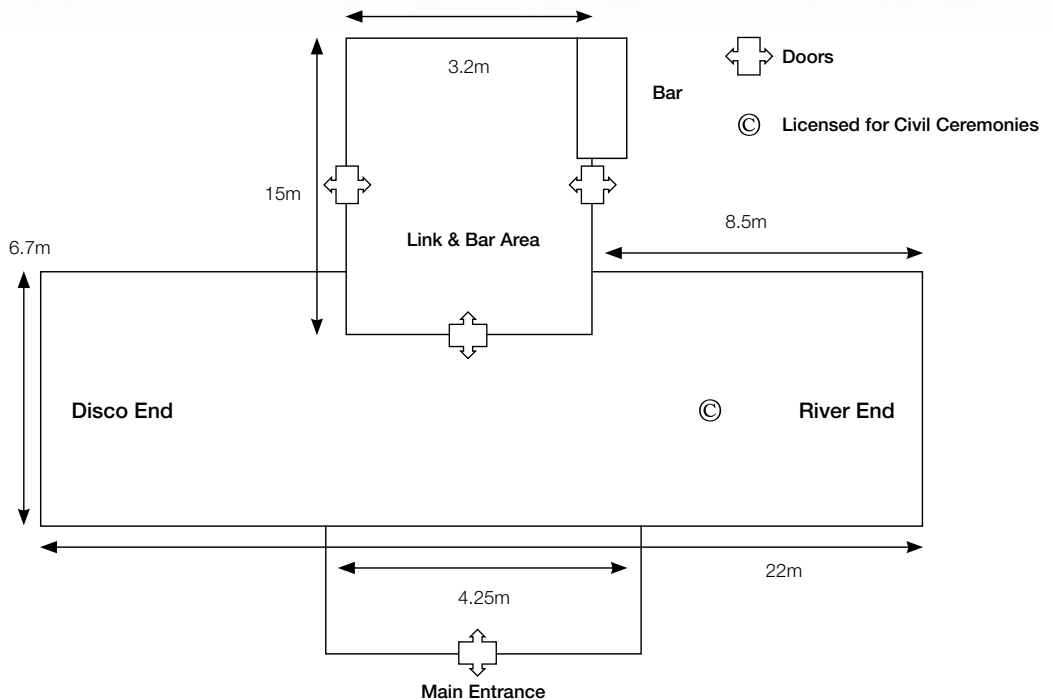 3.2m
Doors
Bar
© Licensed for Civil Ceremonies
15m
8.5m
Link & Bar Area
6.7m
Disco End
©
River End
22m
4.25m
Main Entrance